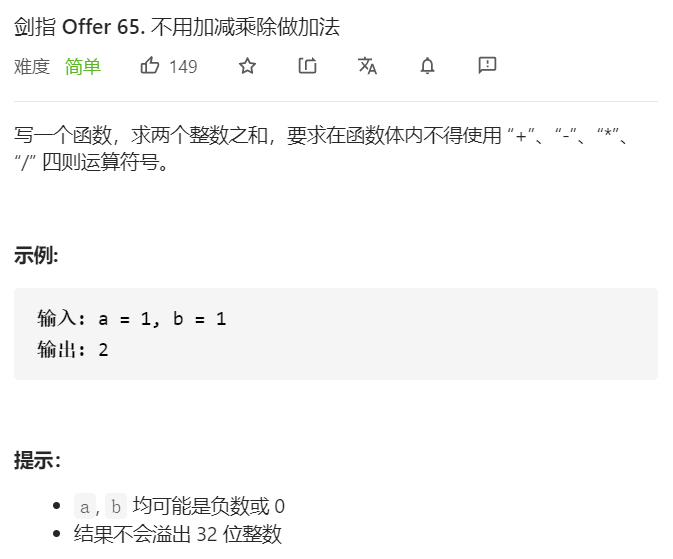 剑指 Offer 65. 不用加减乘除做加法
难度 简单 149
写一个函数，求两个整数之和，要求在函数体内不得使用 “+”、“-”、“*”、
“/” 四则运算符号。
示例:
输入: a = 1, b = 1
输出: 2
提示：
a, b 均可能是负数或 0
结果不会溢出 32 位整数